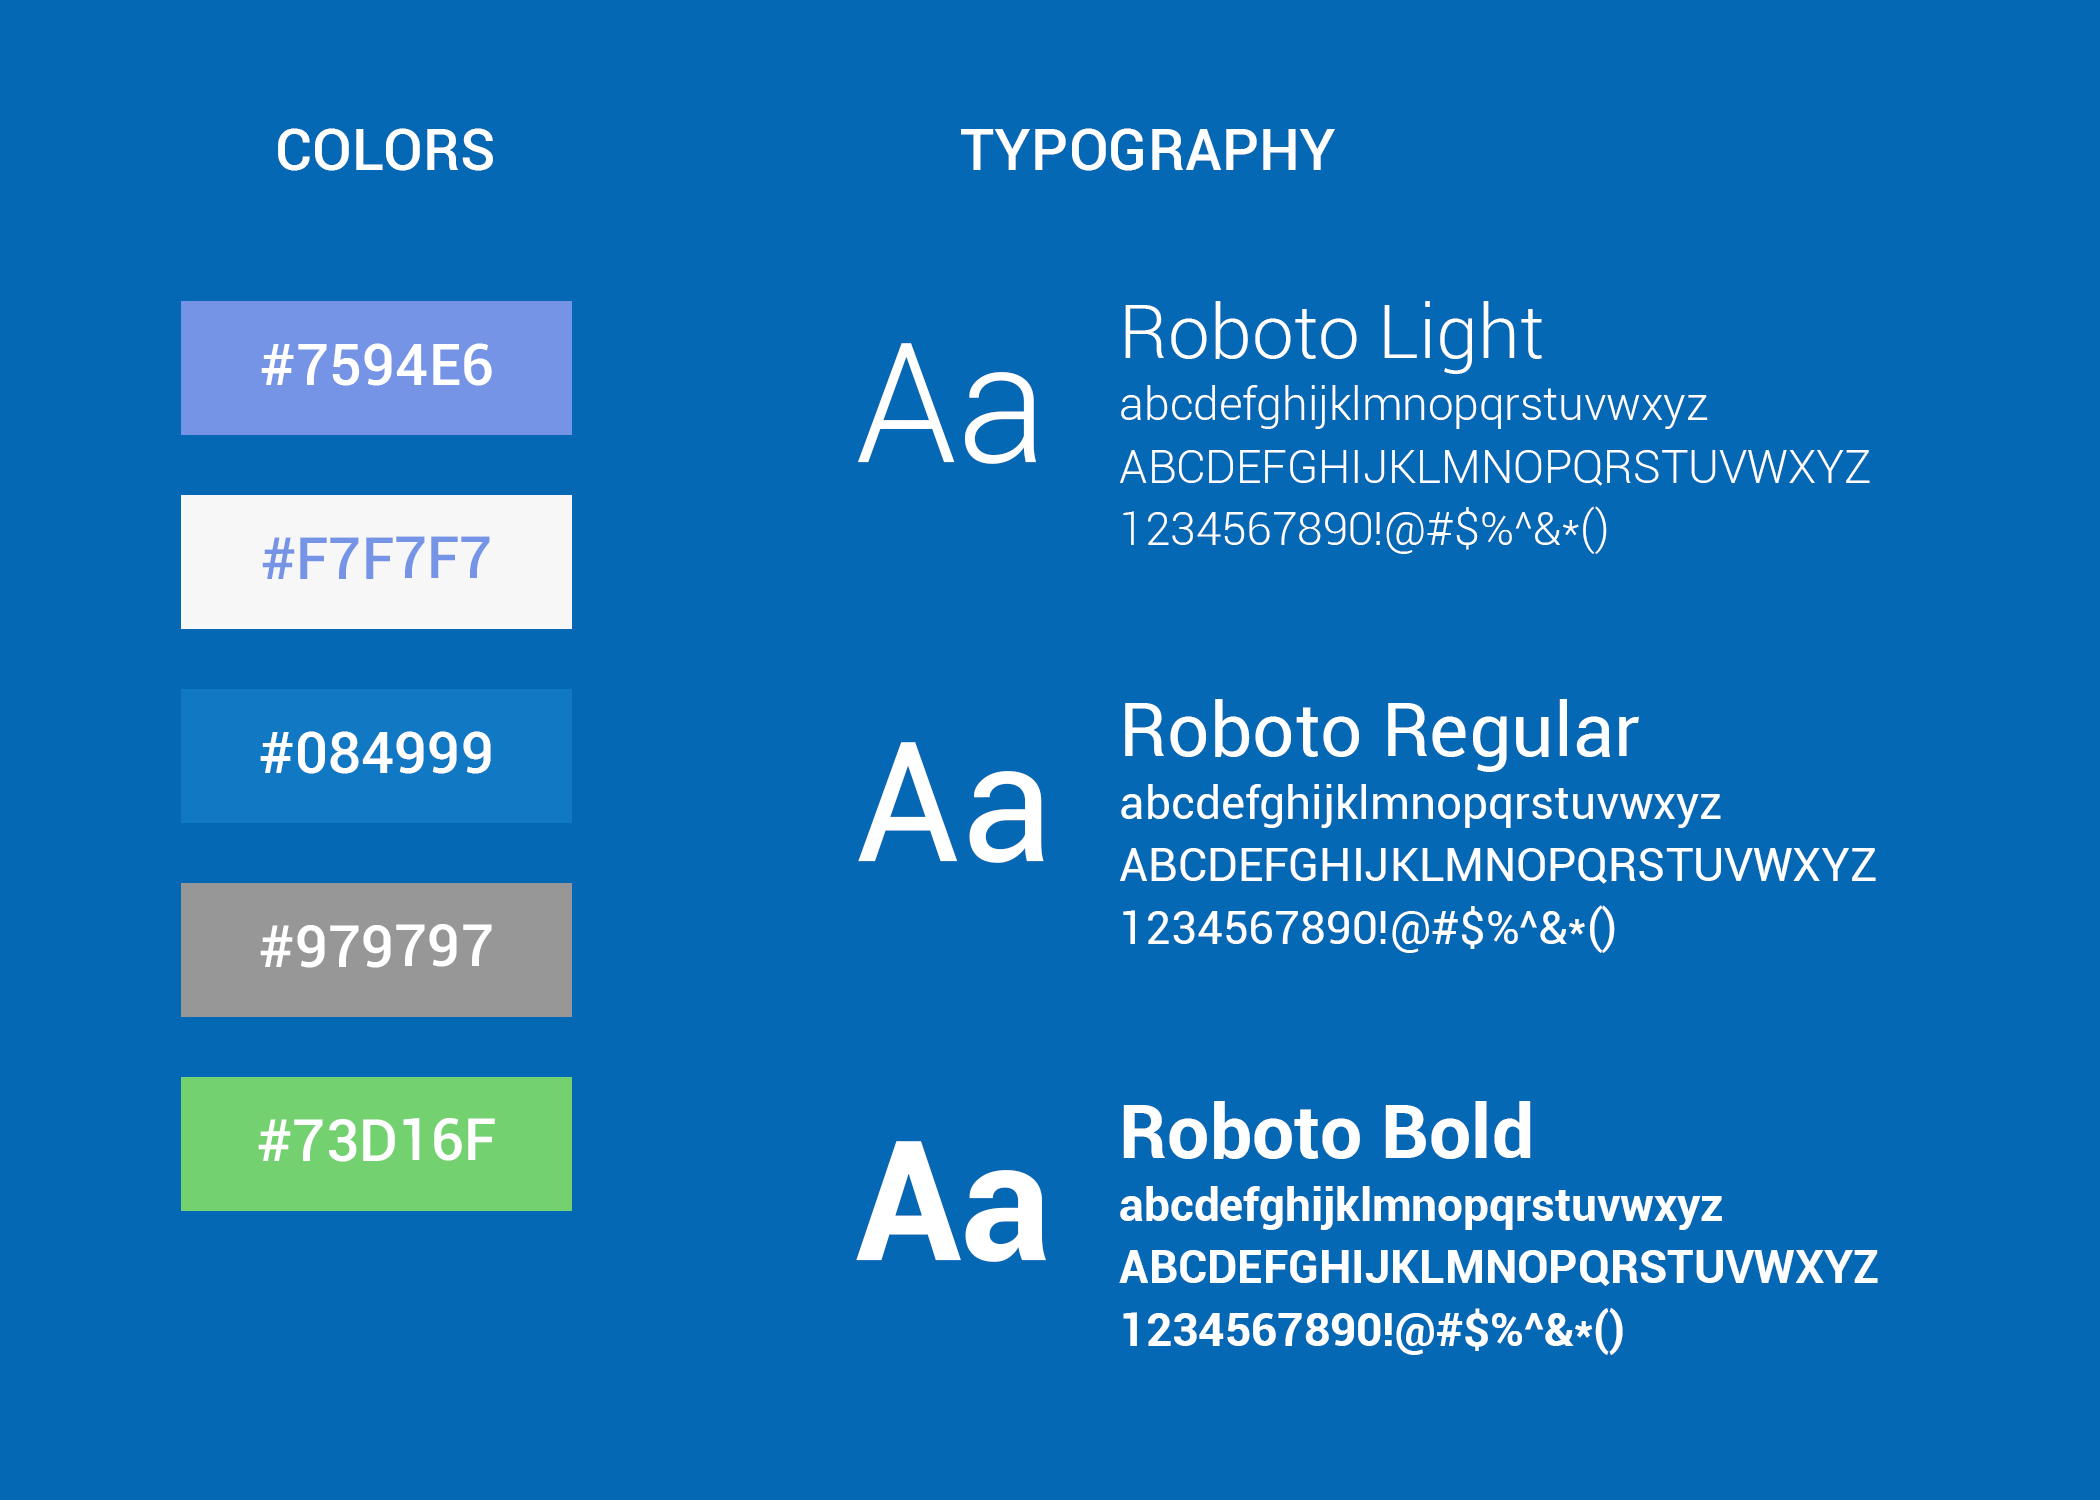 COLORS
#7594E6
#F7F7F7
#084999
#979797
#73D16F
TYPOGRAPHY
Aa
Roboto Light
abcdefghijklmnopqrstuvwxyz
ABCDEFGHIJKLMNOPQRSTUVWXYZ
1234567890!@#$%^&*()
Aa
Roboto Regular
abcdefghijklmnopqrstuvwxyz
ABCDEFGHIJKLMNOPQRSTUVWXYZ
1234567890!@#$%^&*()
Aa
Roboto Bold
abcdefghijklmnopqrstuvwxyz
ABCDEFGHIJKLMNOPQRSTUVWXYZ
1234567890!@#$%^&*()